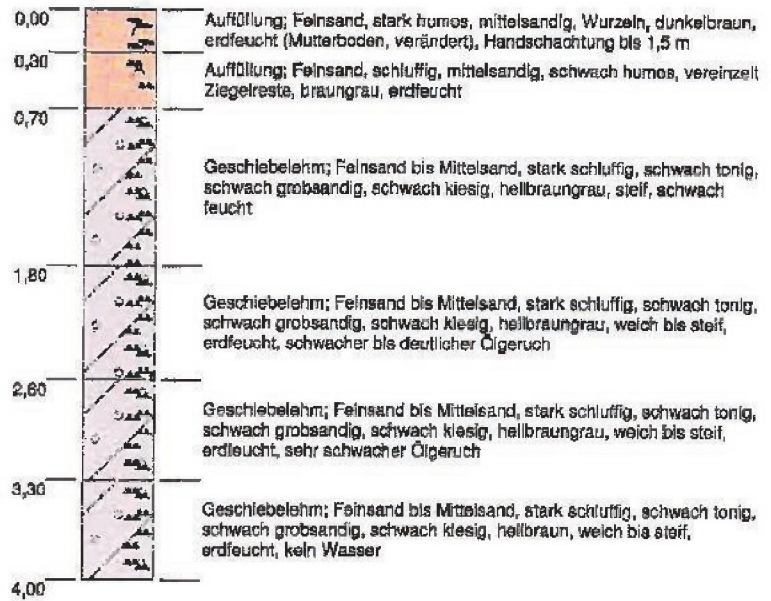 0,00
Auffüllung; Feinsand, stark humos, mittelsandig, Wurzeln, dunkelbraun,
erdfeucht (Mutterboden, verändert), Handschachtung bis 1,5 m
0,30
Auffüllung; Feinsand, schluffig, mittelsandig, schwach humos, vereinzelt
Ziegelreste, braungrau, erdfeucht
0,70
Geschiebelehm; Feinsand bis Mittelsand, stark schluffig, schwach tonig,
schwach grobsandig, schwach kiesig, hellbraungrau, steif, schwach
feucht
1,80
Geschiebelehm; Feinsand bis Mittelsand, stark schluffig, schwach tonig,
schwach grobsandig, schwach kiesig, hellbraungrau, weich bis steif,
erdfeucht, schwacher bis deutlicher Ölgeruch
2,60
Geschiebelehm; Feinsand bis Mittelsand, stark schluffig, schwach tonig,
schwach grobsandig, schwach kiesig, hellbraungrau, weich bis steif,
erdfeucht, sehr schwacher Ölgeruch
3,30
Geschiebelehm; Feinsand bis Mittelsand, stark schluffig, schwach tonig,
schwach grobsandig, schwach kiesig, hellbraun, weich bis steif,
erdfeucht, kein Wasser
4,00